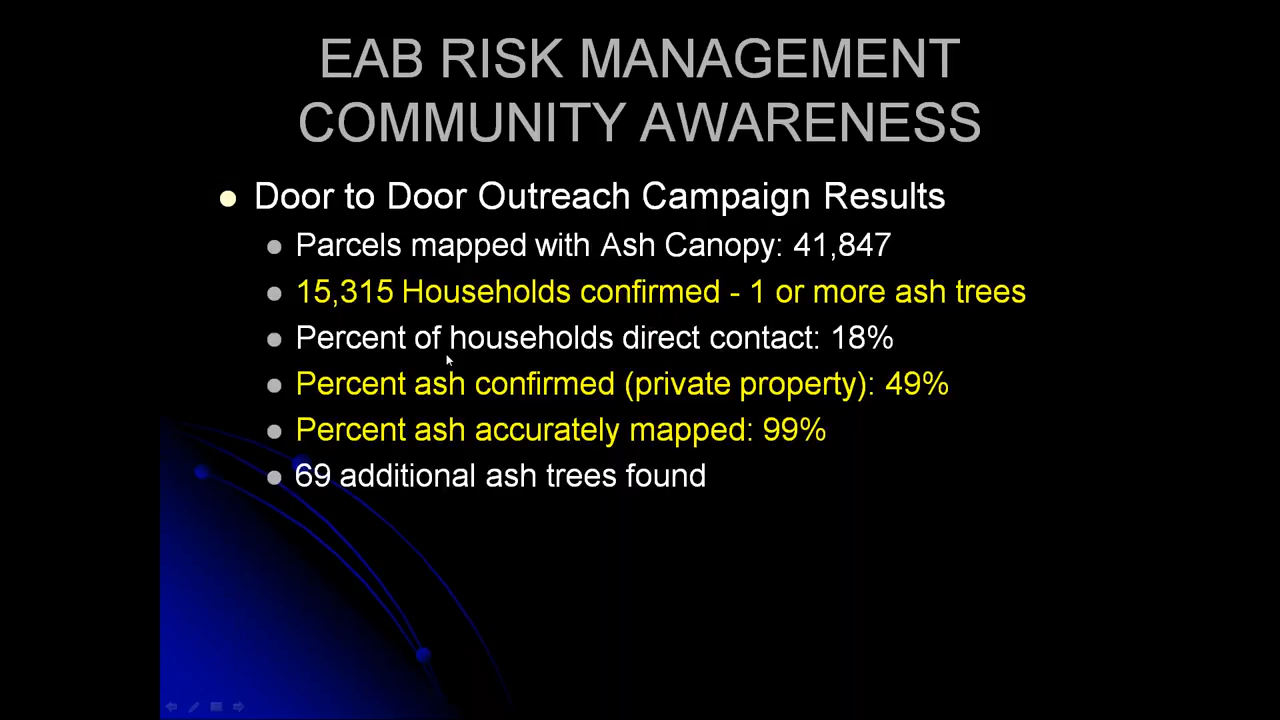 EAB RISK MANAGEMENT
COMMUNITY AWARENESS
Door to Door Outreach Campaign Results
Parcels mapped with Ash Canopy: 41,847
15,315 Households confirmed - 1 or more ash trees
Percent of households direct contact: 18%
Percent ash confirmed (private property): 49%
Percent ash accurately mapped: 99%
69 additional ash trees found